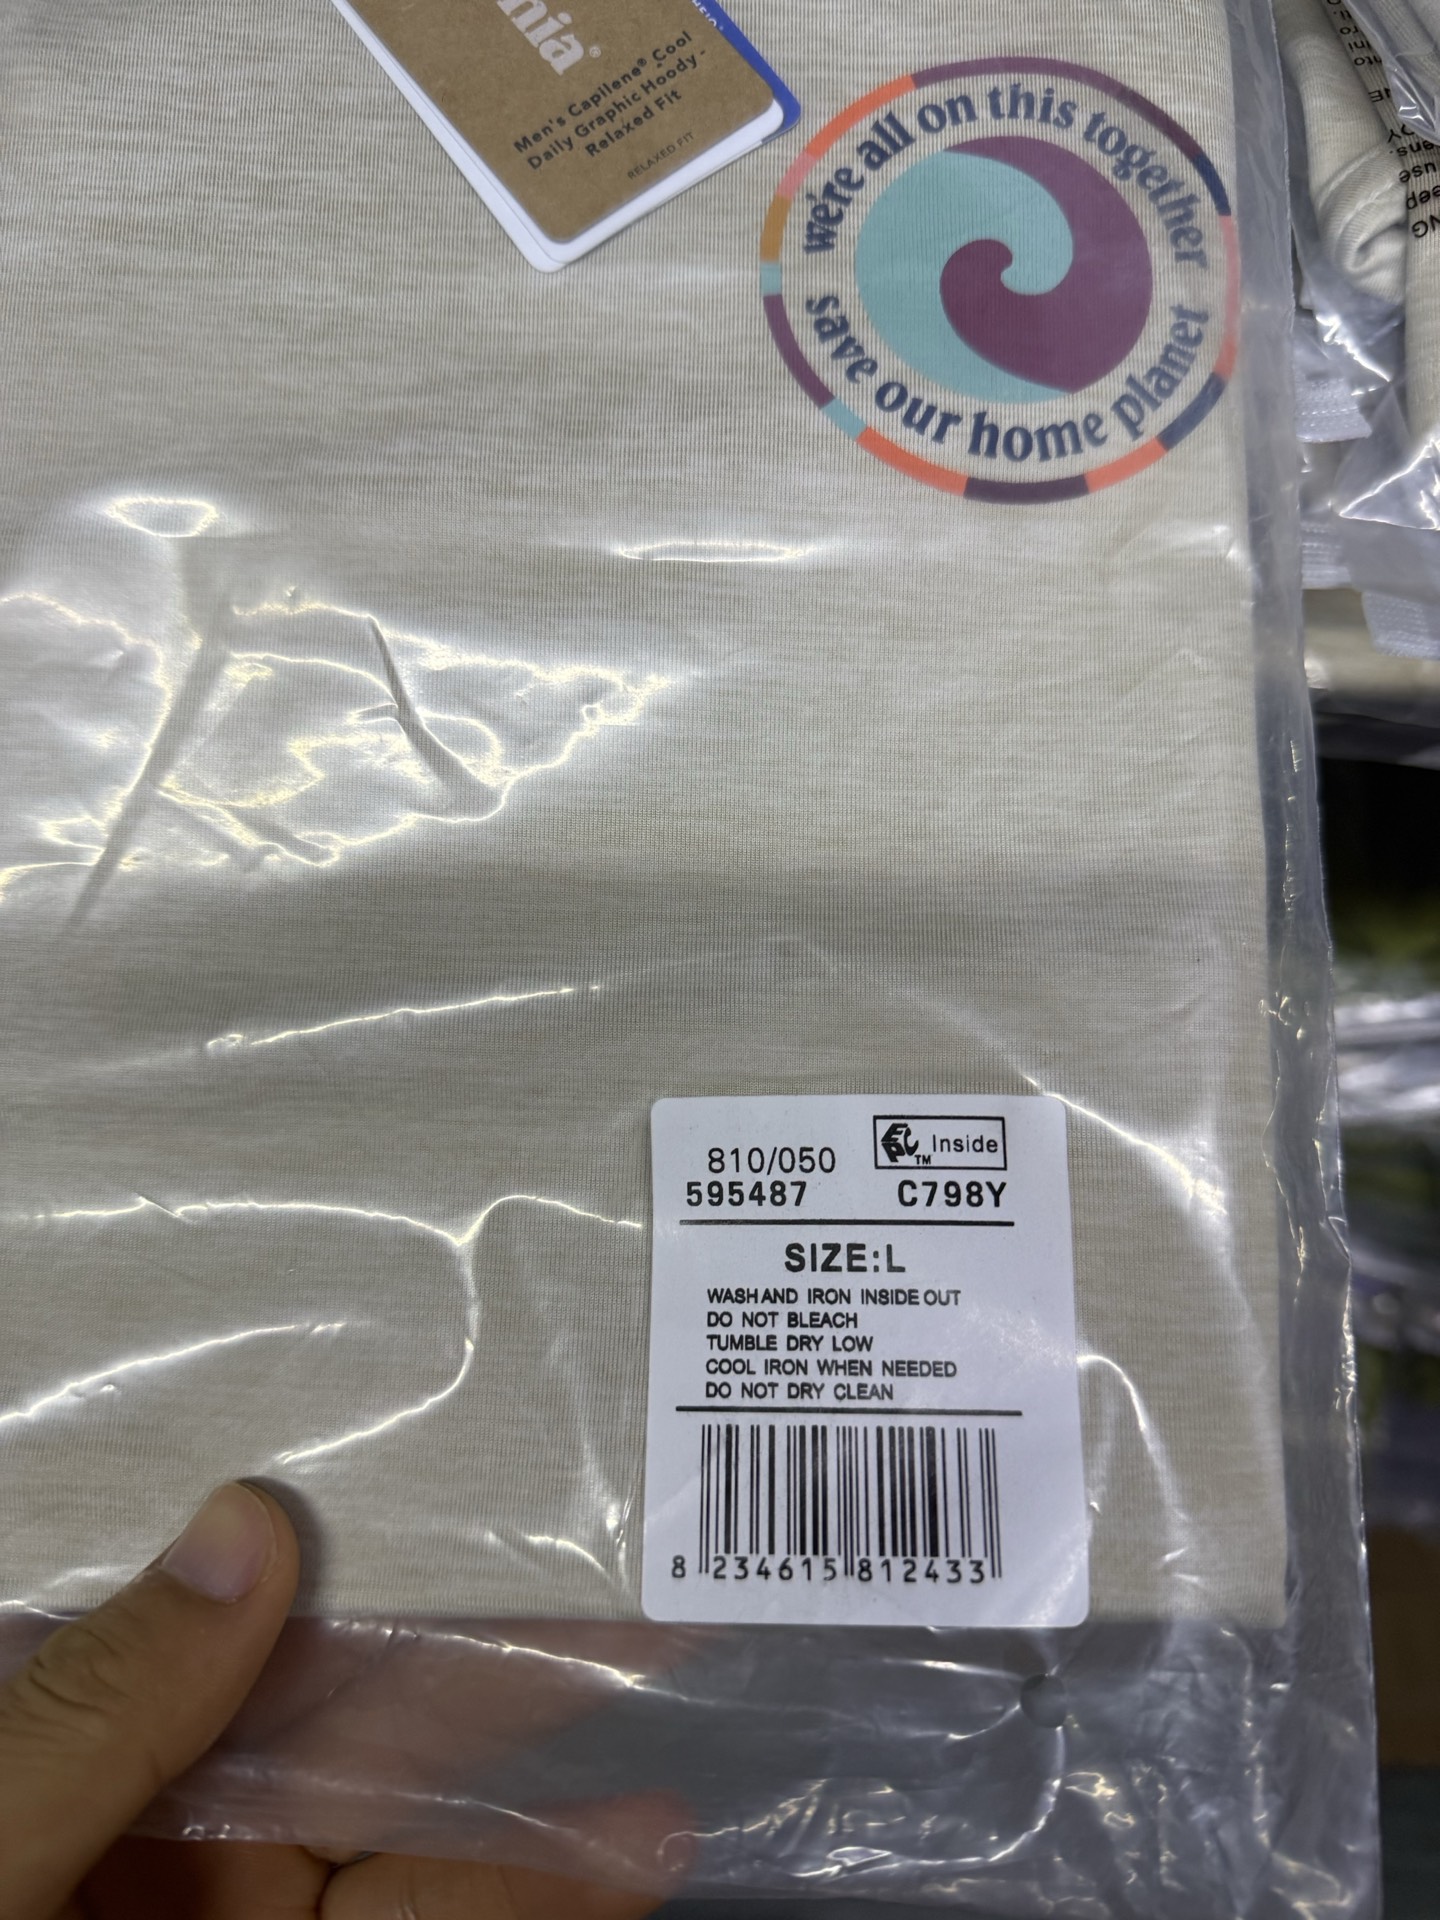 nia®
Men's Capilene® Cool
Daily Graphic Hoody -
Relaxed Fit
RELAXED FIT
we're all on this together
save our home planet
810/050
EPC™ Inside
595487 C798Y
SIZE:L
WASH AND IRON INSIDE OUT
DO NOT BLEACH
TUMBLE DRY LOW
COOL IRON WHEN NEEDED
DO NOT DRY CLEAN
8 234615 812433